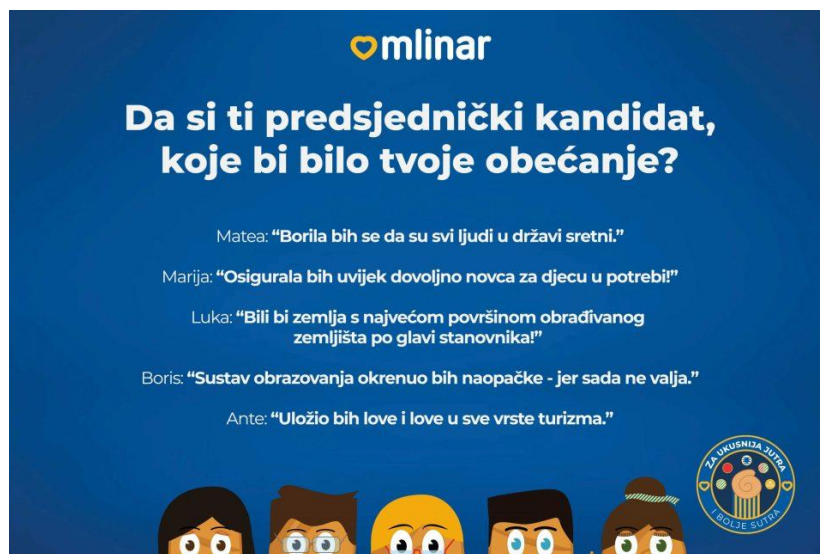 mlinar
Da si ti predsjednički kandidat,
koje bi bilo tvoje obećanje?
Matea: “Borila bih se da su svi ljudi u državi sretni.”
Marija: “Osigurala bih uvijek dovoljno novca za djecu u potrebi!”
Luka: “Bili bi zemlja s najvećom površinom obrađivanog
zemljišta po glavi stanovnika!”
Boris: “Sustav obrazovanja okrenuo bih naopačke - jer sada ne valja.”
Ante: “Uložio bih love i love u sve vrste turizma.”
ZA UKUSNIJA JUTRA
I BOLJE SUTRA